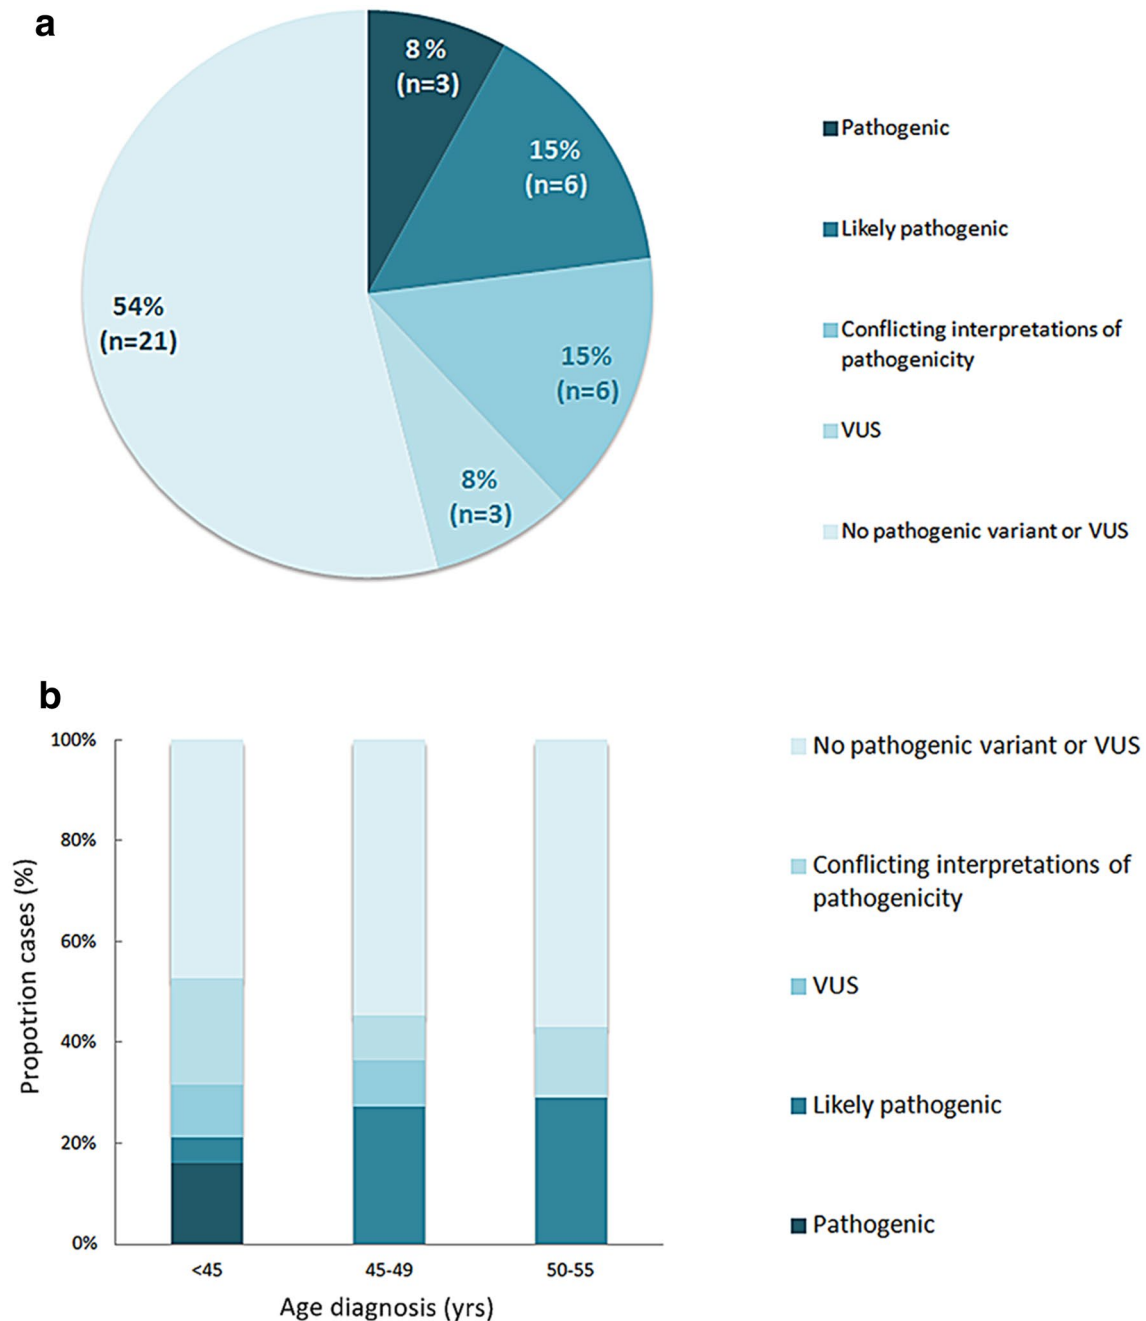 a
8%
(n=3)
15%
(n=6)
15%
(n=6)
8%
(n=3)
54%
(n=21)
Pathogenic
Likely pathogenic
Conflicting interpretations of
pathogenicity
VUS
No pathogenic variant or VUS
b
100%
80%
60%
40%
20%
0%
Propotrion cases (%)
<45
45-49
50-55
Age diagnosis (yrs)
No pathogenic variant or VUS
Conflicting interpretations of
pathogenicity
VUS
Likely pathogenic
Pathogenic